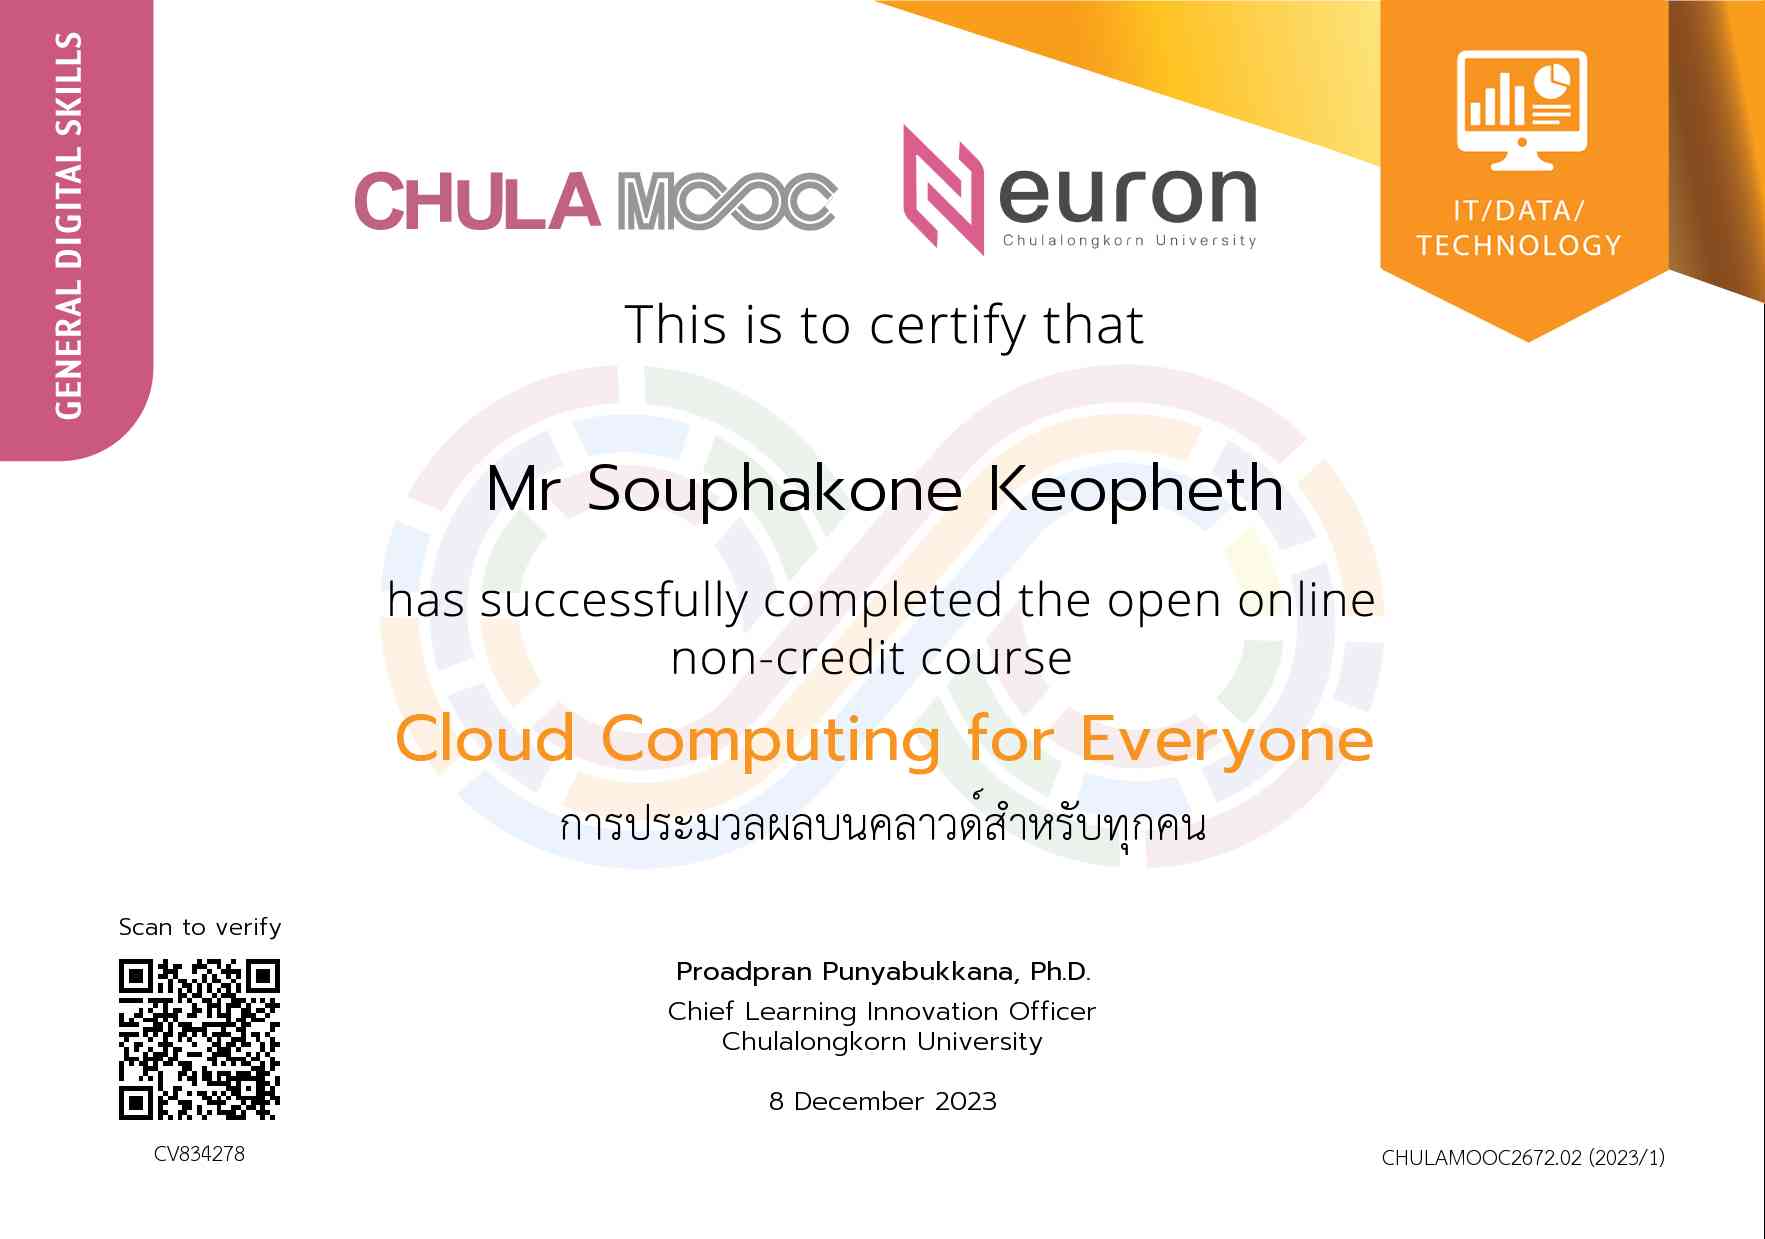 GENERAL DIGITAL SKILLS
CHULA MOOC
Neuron
Chulalongkorn University
IT/DATA/
TECHNOLOGY
This is to certify that
Mr Souphakone Keopheth
has successfully completed the open online
non-credit course
Cloud Computing for Everyone
การประมวลผลบนคลาวด์สำหรับทุกคน
Scan to verify
CV834278
Proadpran Punyabukkana, Ph.D.
Chief Learning Innovation Officer
Chulalongkorn University
8 December 2023
CHULAMOOC2672.02 (2023/1)